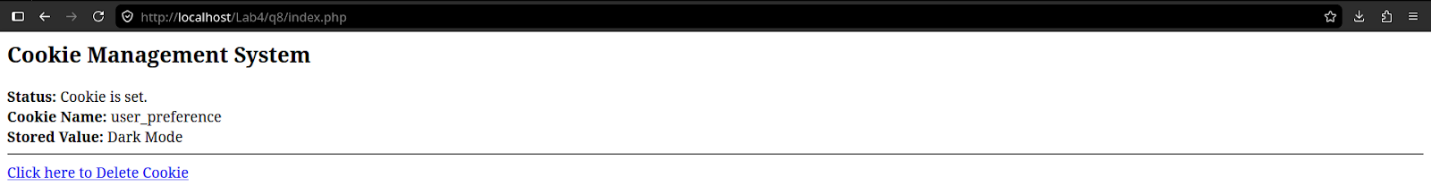 http://localhost/Lab4/q8/index.php
Cookie Management System
Status: Cookie is set.
Cookie Name: user_preference
Stored Value: Dark Mode
Click here to Delete Cookie